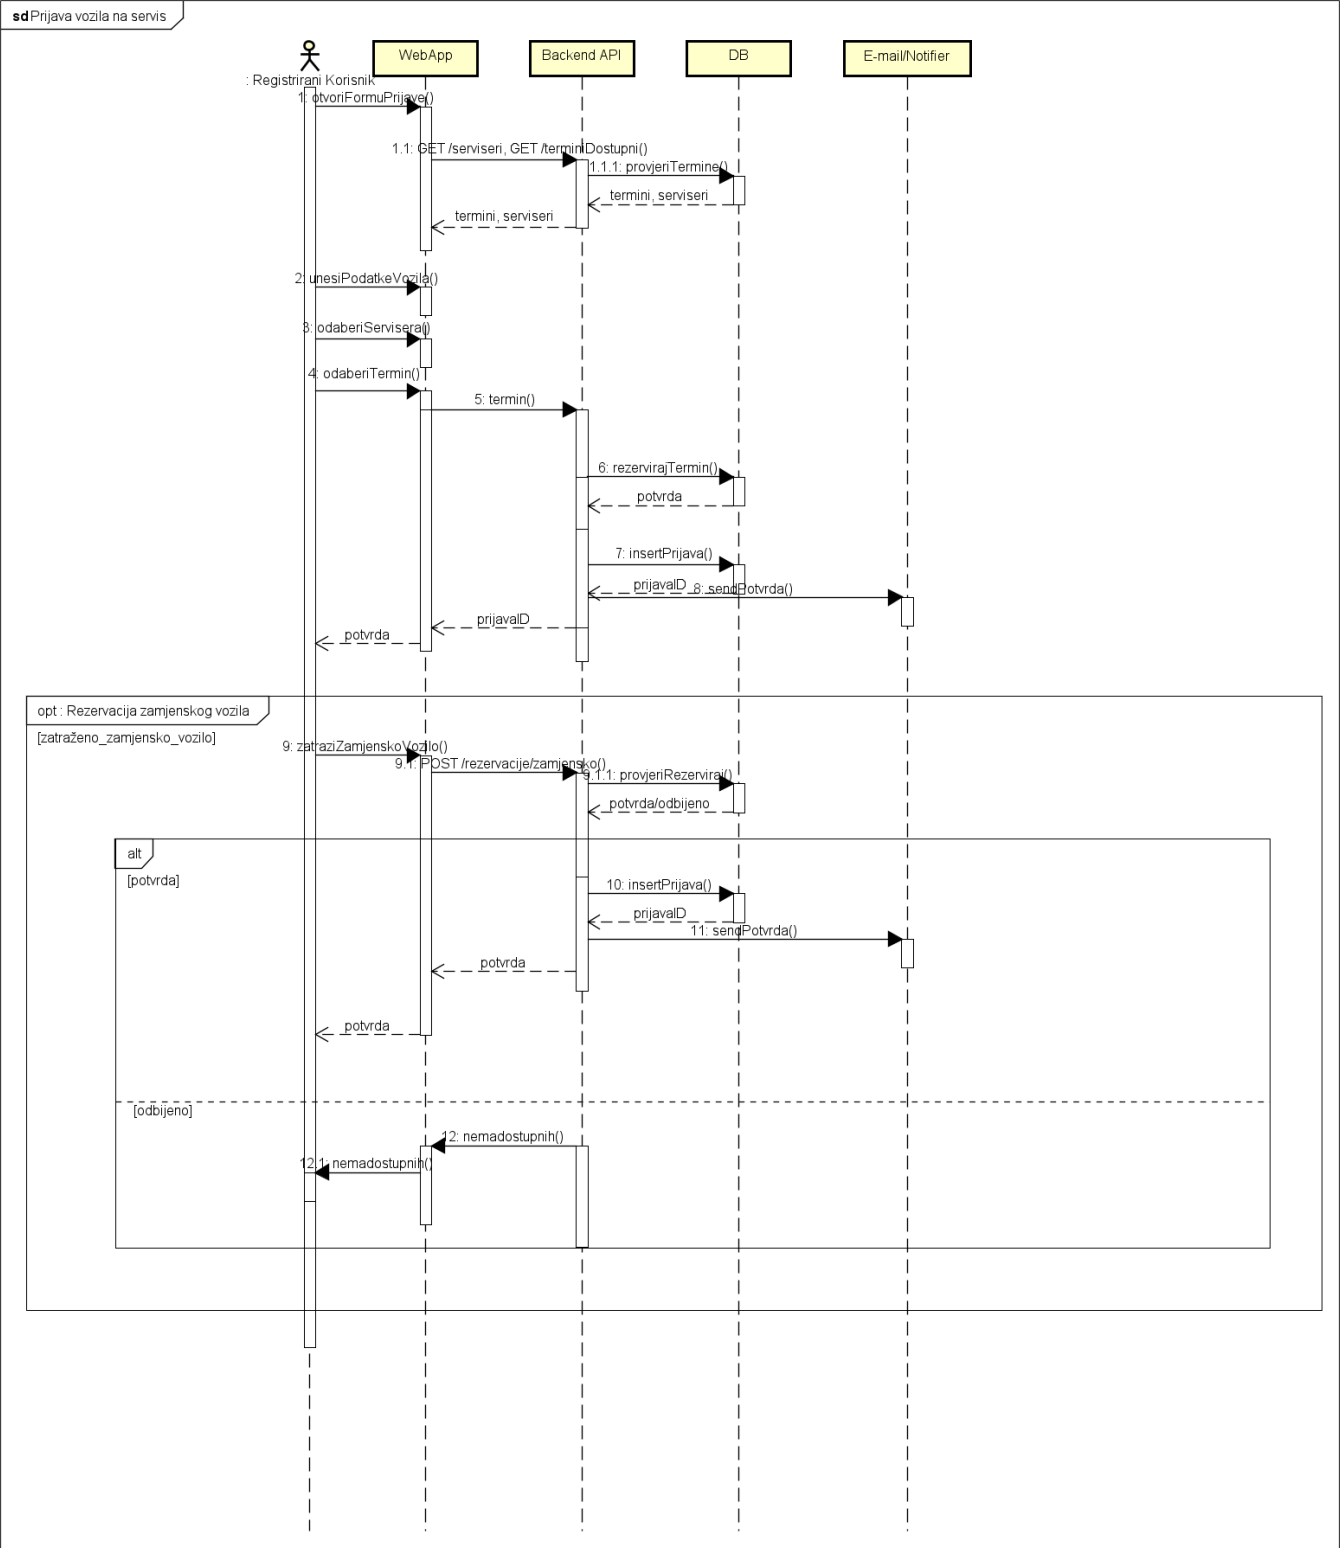 sd Prijava vozila na servis
WebApp
Backend API
DB
E-mail/Notifier
: Registrirani Korisnik
1: otvoriFormuPrijave()
1.1: GET /serviseri, GET /terminiDostupni()
1.1.1: provjeriTermine()
termini, serviseri
termini, serviseri
2: unesiPodatkeVozila()
3: odaberiServisera()
4: odaberiTermin()
5: termin()
6: rezervirajTermin()
potvrda
7: insertPrijava()
prijavaID
8: sendPotvrda()
prijavaID
potvrda
opt : Rezervacija zamjenskog vozila
[zatraženo_zamjensko_vozilo]
9: zatraziZamjenskoVozilo()
9.1: POST /rezervacije/zamjensko()
9.1.1: provjeriRezerviraj()
potvrda/odbijeno
alt
[potvrda]
10: insertPrijava()
prijavaID
11: sendPotvrda()
potvrda
potvrda
[odbijeno]
12: nemadostupnih()
12.1: nemadostupnih()